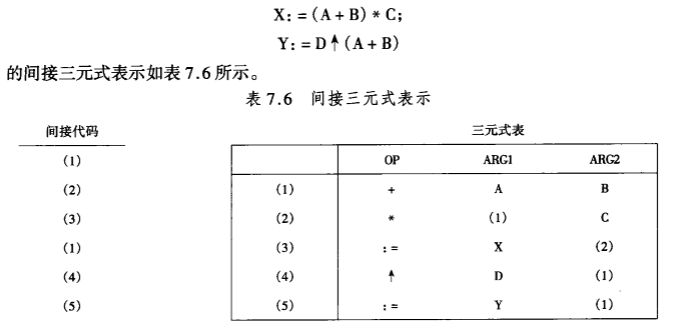 X:=(A+B)*C;
Y:=D↑(A+B)
的间接三元式表示如表7.6所示。
表7.6 间接三元式表示
间接代码
(1)
(2)
(3)
(1)
(4)
(5)
三元式表
OP ARG1 ARG2
(1) + A B
(2) * (1) C
(3) := X (2)
(4) ↑ D (1)
(5) := Y (1)